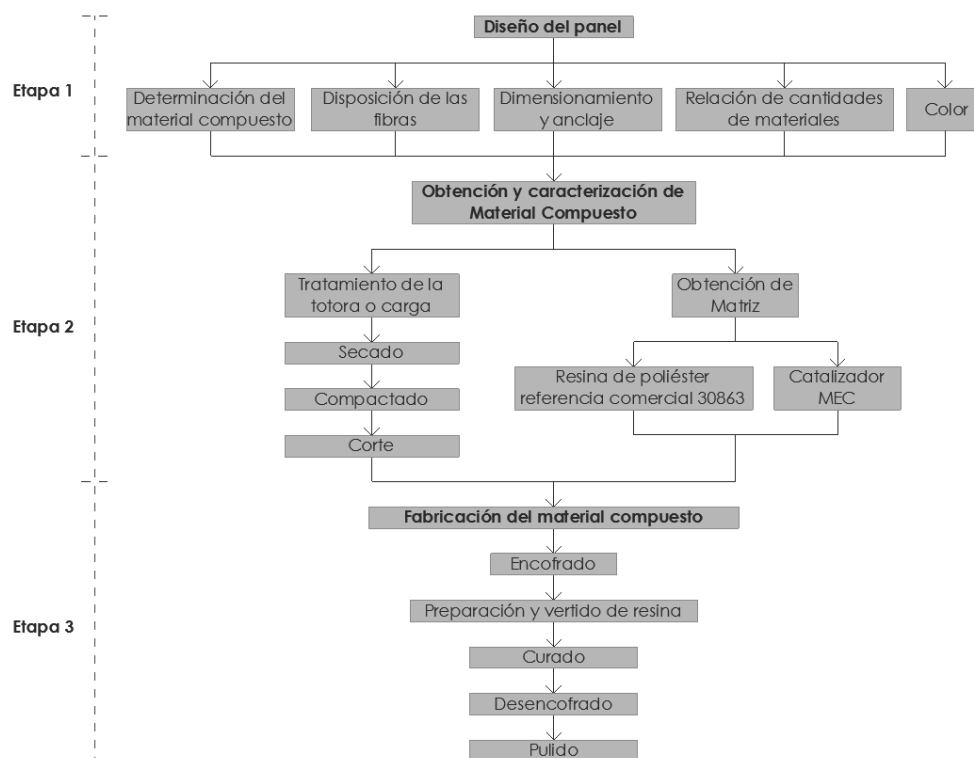 Diseño del panel
Etapa 1
Determinación del
material compuesto
Disposición de las
fibras
Dimensionamiento
y anclaje
Relación de cantidades
de materiales
Color
Obtención y caracterización de
Material Compuesto
Etapa 2
Tratamiento de la
totora o carga
Secado
Compactado
Corte
Obtención de
Matriz
Resina de poliéster
referencia comercial 30863
Catalizador
MEC
Etapa 3
Fabricación del material compuesto
Encofrado
Preparación y vertido de resina
Curado
Desencofrado
Pulido